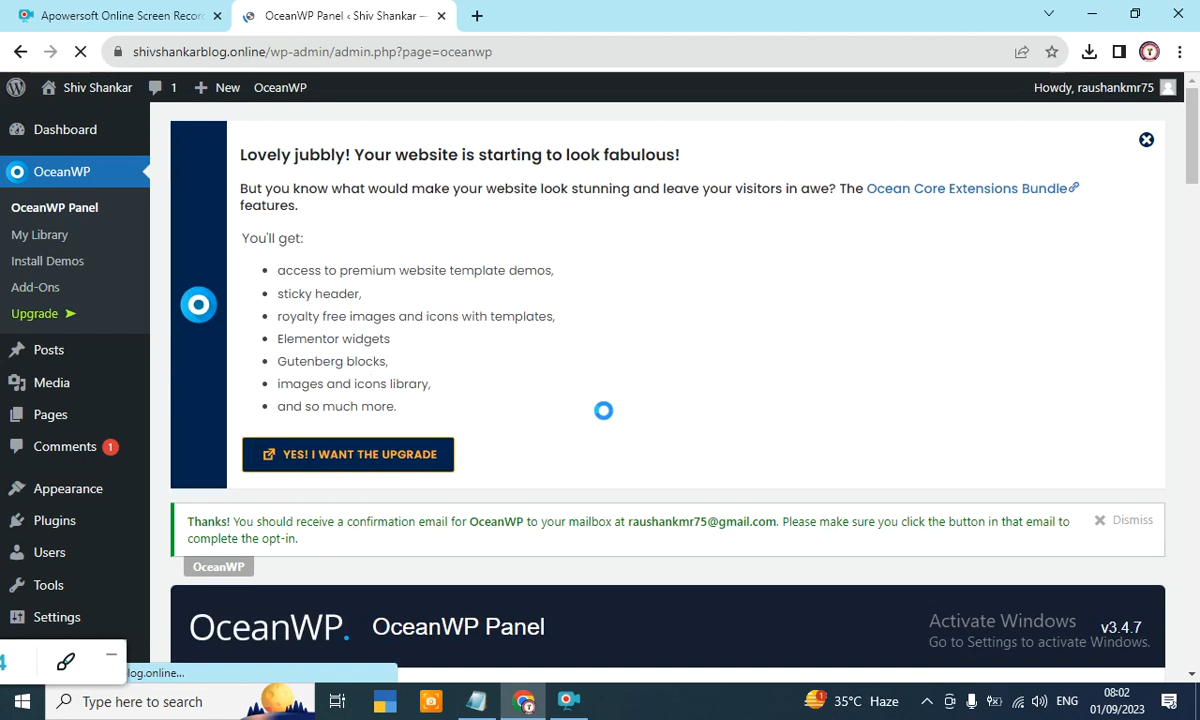 Apowersoft Online Screen Recor
OceanWP Panel ‹ Shiv Shankar —
shivshankarblog.online/wp-admin/admin.php?page=oceanwp
Shiv Shankar
1
New
OceanWP
Howdy, raushankmr75
Dashboard
OceanWP
OceanWP Panel
My Library
Install Demos
Add-Ons
Upgrade ➤
Posts
Media
Pages
Comments 1
Appearance
Plugins
Users
Tools
Settings
Lovely jubbly! Your website is starting to look fabulous!
But you know what would make your website look stunning and leave your visitors in awe? The Ocean Core Extensions Bundle
features.
You'll get:
• access to premium website template demos,
• sticky header,
• royalty free images and icons with templates,
• Elementor widgets
• Gutenberg blocks,
• images and icons library,
• and so much more.
YES! I WANT THE UPGRADE
Thanks! You should receive a confirmation email for OceanWP to your mailbox at raushankmr75@gmail.com. Please make sure you click the button in that email to
complete the opt-in.
Dismiss
OceanWP
OceanWP.
OceanWP Panel
v3.4.7
Activate Windows
Go to Settings to activate Windows.
4
log.online...
Type here to search
1
35°C Haze
ENG
08:02
01/09/2023